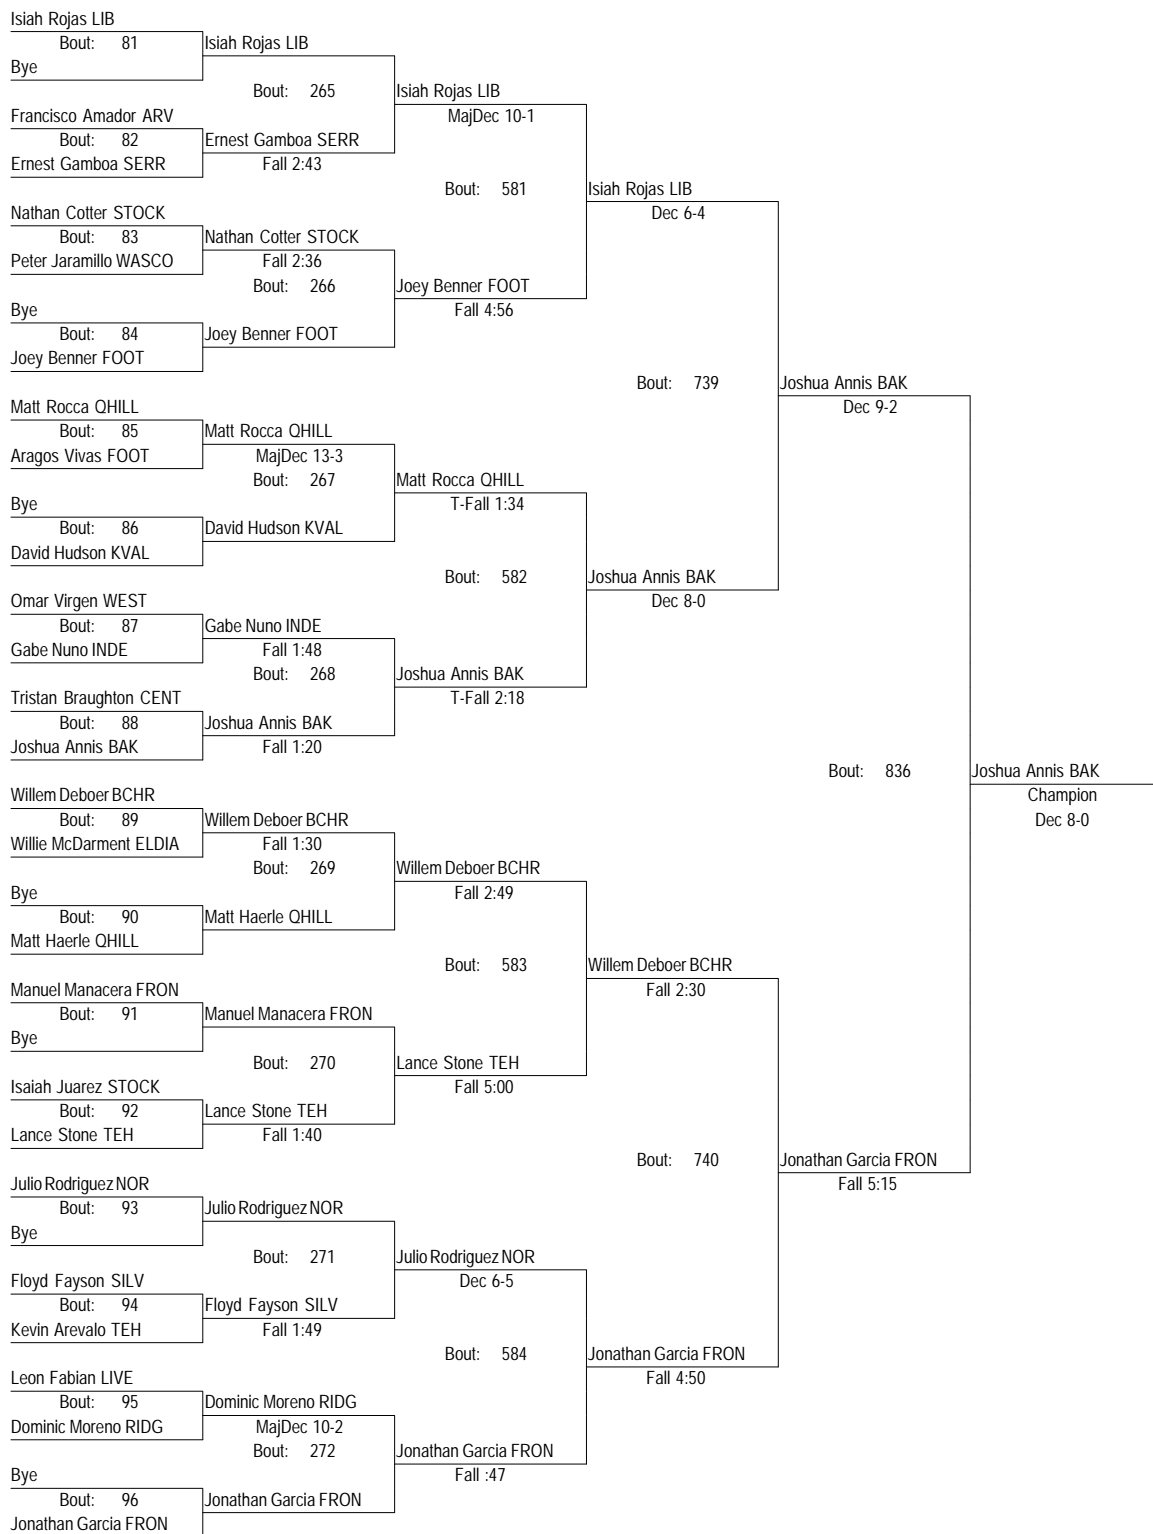 Isiah Rojas LIB
Bout: 81
Isiah Rojas LIB
Bye
Bout: 265
Isiah Rojas LIB
Francisco Amador ARV
MajDec 10-1
Bout: 82
Ernest Gamboa SERR
Ernest Gamboa SERR
Fall 2:43
Bout: 581
Isiah Rojas LIB
Nathan Cotter STOCK
Dec 6-4
Bout: 83
Nathan Cotter STOCK
Peter Jaramillo WASCO
Fall 2:36
Bout: 266
Joey Benner FOOT
Bye
Fall 4:56
Bout: 84
Joey Benner FOOT
Joey Benner FOOT
Bout: 739
Joshua Annis BAK
Matt Rocca QHILL
Dec 9-2
Bout: 85
Matt Rocca QHILL
Aragos Vivas FOOT
MajDec 13-3
Bout: 267
Matt Rocca QHILL
Bye
T-Fall 1:34
Bout: 86
David Hudson KVAL
David Hudson KVAL
Bout: 582
Joshua Annis BAK
Omar Virgen WEST
Dec 8-0
Bout: 87
Gabe Nuno INDE
Gabe Nuno INDE
Fall 1:48
Bout: 268
Joshua Annis BAK
Tristan Braughton CENT
T-Fall 2:18
Bout: 88
Joshua Annis BAK
Joshua Annis BAK
Fall 1:20
Bout: 836
Joshua Annis BAK
Willem Deboer BCHR
Champion
Bout: 89
Willem Deboer BCHR
Dec 8-0
Willie McDarment ELDIA
Fall 1:30
Bout: 269
Willem Deboer BCHR
Bye
Fall 2:49
Bout: 90
Matt Haerle QHILL
Matt Haerle QHILL
Bout: 583
Willem Deboer BCHR
Manuel Manacera FRON
Fall 2:30
Bout: 91
Manuel Manacera FRON
Bye
Bout: 270
Lance Stone TEH
Isaiah Juarez STOCK
Fall 5:00
Bout: 92
Lance Stone TEH
Lance Stone TEH
Fall 1:40
Bout: 740
Jonathan Garcia FRON
Julio Rodriguez NOR
Fall 5:15
Bout: 93
Julio Rodriguez NOR
Bye
Bout: 271
Julio Rodriguez NOR
Floyd Fayson SILV
Dec 6-5
Bout: 94
Floyd Fayson SILV
Kevin Arevalo TEH
Fall 1:49
Bout: 584
Jonathan Garcia FRON
Leon Fabian LIVE
Fall 4:50
Bout: 95
Dominic Moreno RIDG
Dominic Moreno RIDG
MajDec 10-2
Bout: 272
Jonathan Garcia FRON
Bye
Fall :47
Bout: 96
Jonathan Garcia FRON
Jonathan Garcia FRON